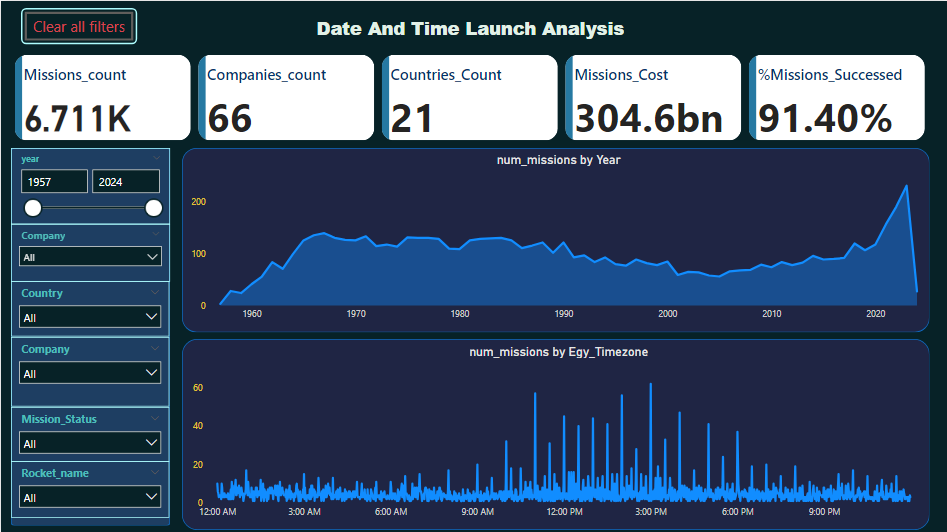 Clear all filters
Date And Time Launch Analysis
Missions_count
6.711K
Companies_count
66
Countries_Count
21
Missions_Cost
304.6bn
%Missions_Successed
91.40%
year
1957 2024
Company
All
Country
All
Company
All
Mission_Status
All
Rocket_name
All
num_missions by Year
200
100
0
1960 1970 1980 1990 2000 2010 2020
num_missions by Egy_Timezone
60
40
20
0
12:00 AM 3:00 AM 6:00 AM 9:00 AM 12:00 PM 3:00 PM 6:00 PM 9:00 PM